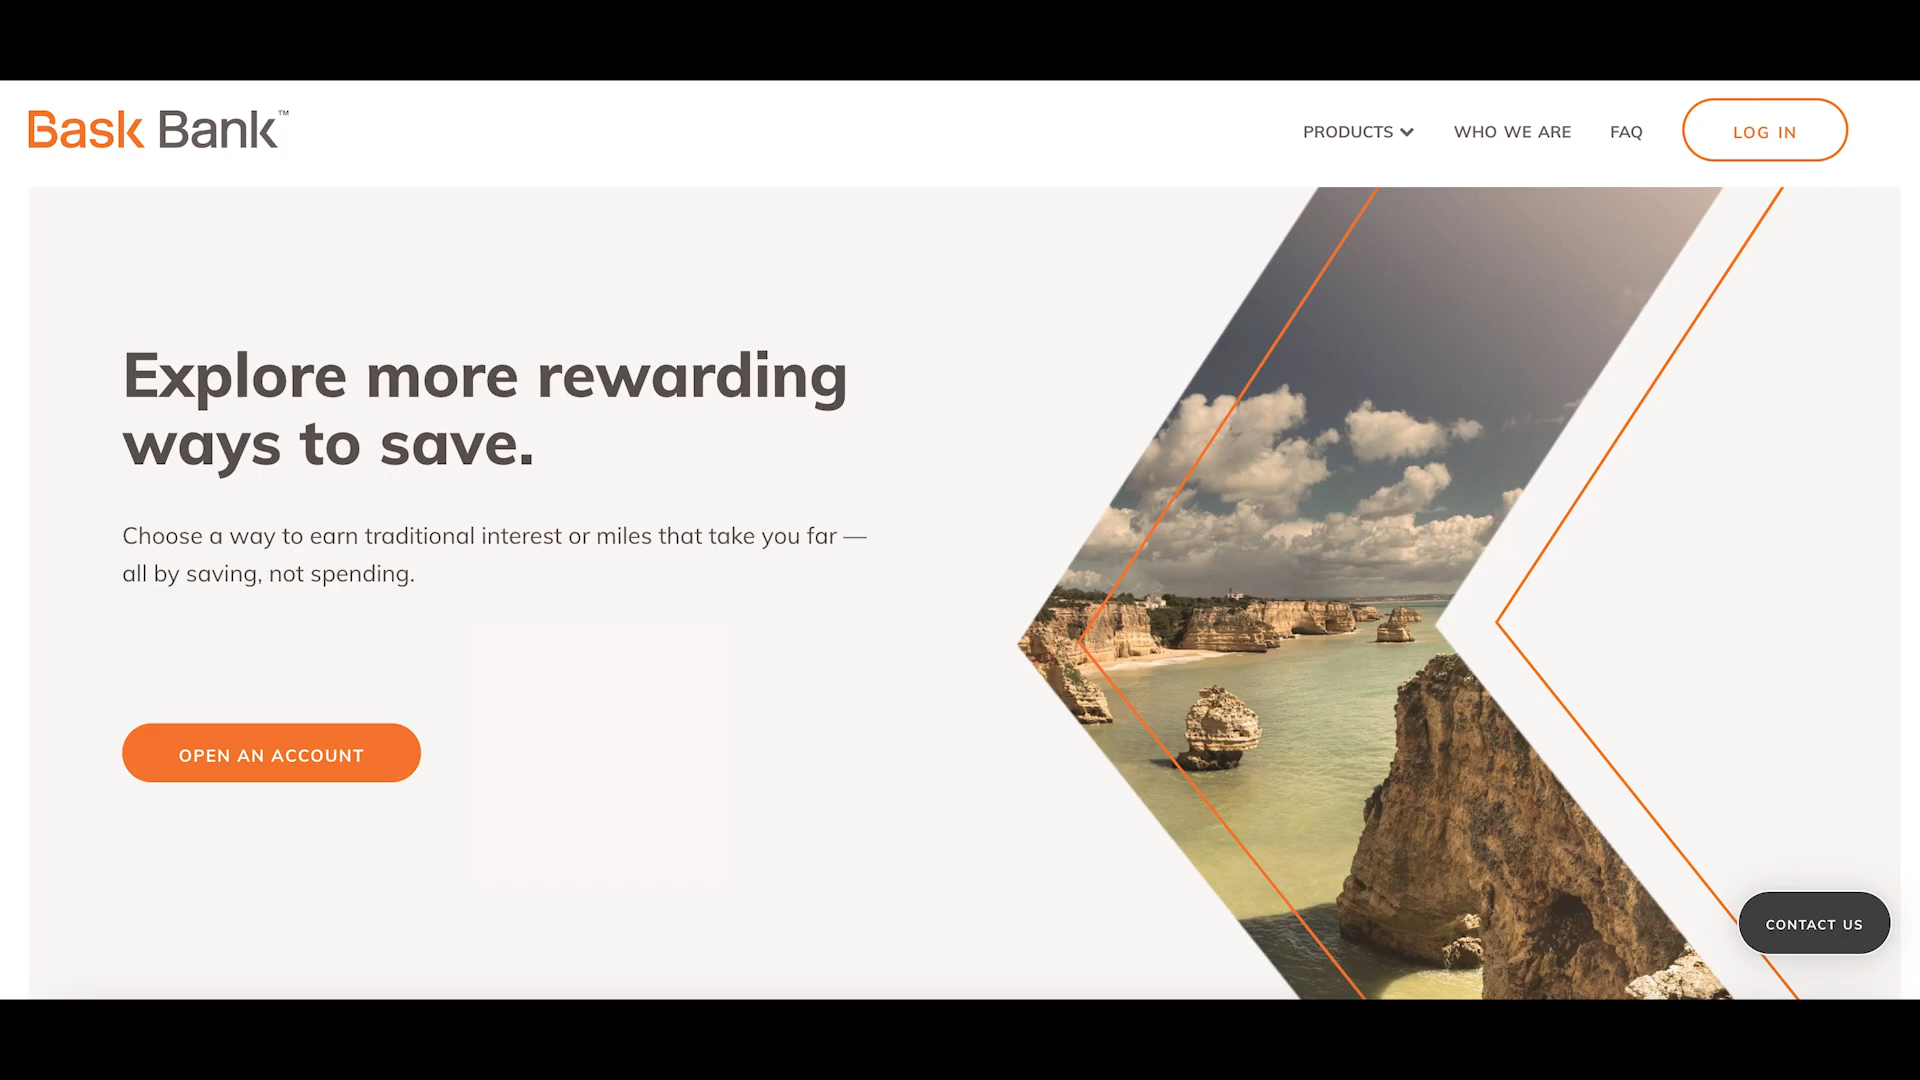 Bask Bank™
PRODUCTS
WHO WE ARE
FAQ
LOG IN
Explore more rewarding
ways to save.
Choose a way to earn traditional interest or miles that take you far —
all by saving, not spending.
OPEN AN ACCOUNT
CONTACT US